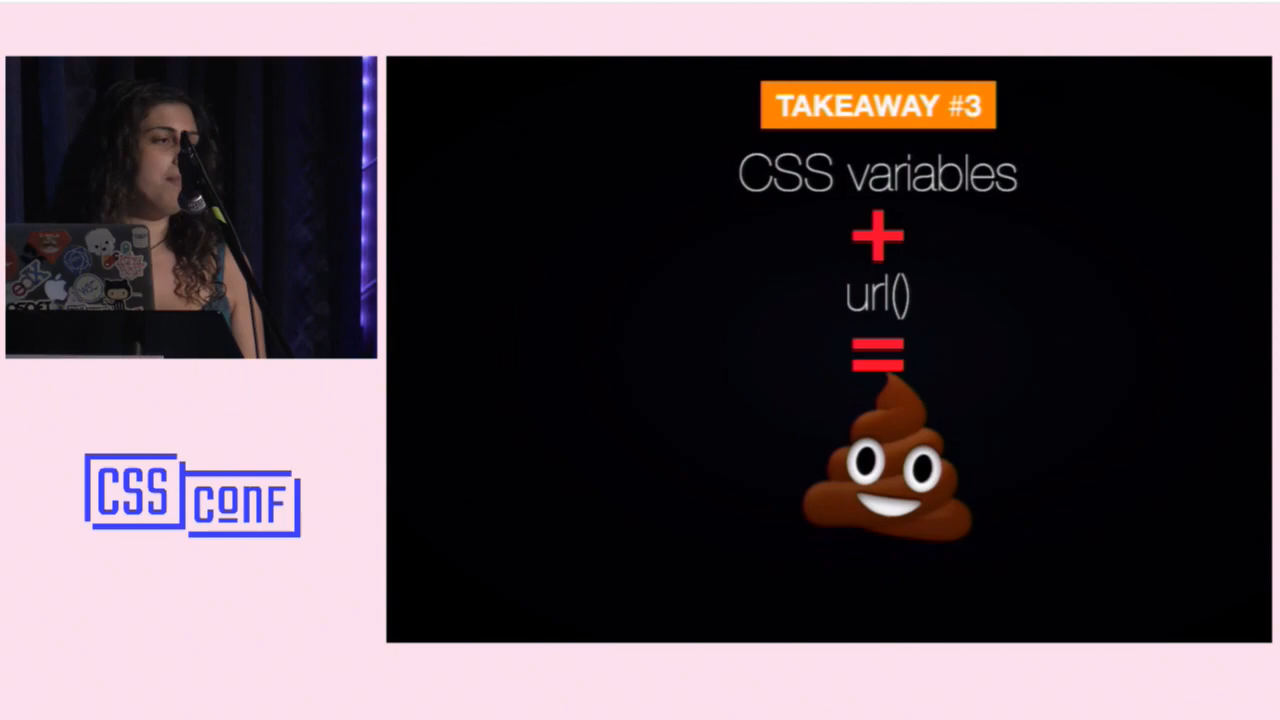 TAKEAWAY #3
CSS variables
+
url()
=
CSS
CONF